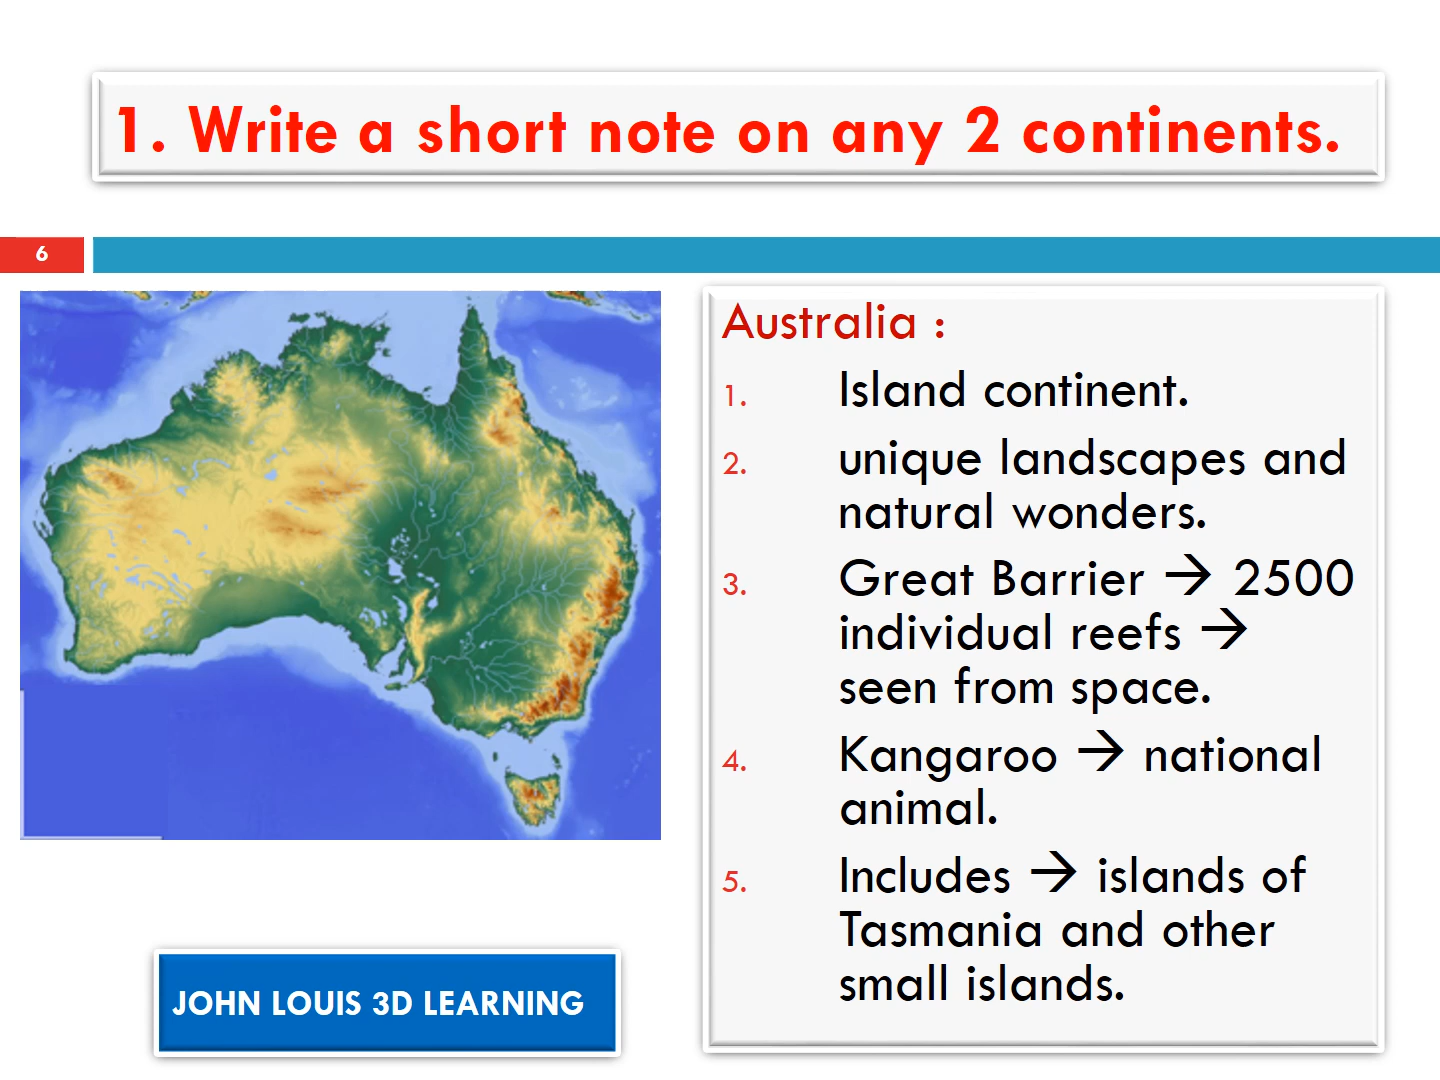 1. Write a short note on any 2 continents.
6
Australia :
1. Island continent.
2. unique landscapes and
natural wonders.
3. Great Barrier → 2500
individual reefs →
seen from space.
4. Kangaroo → national
animal.
5. Includes → islands of
Tasmania and other
small islands.
JOHN LOUIS 3D LEARNING